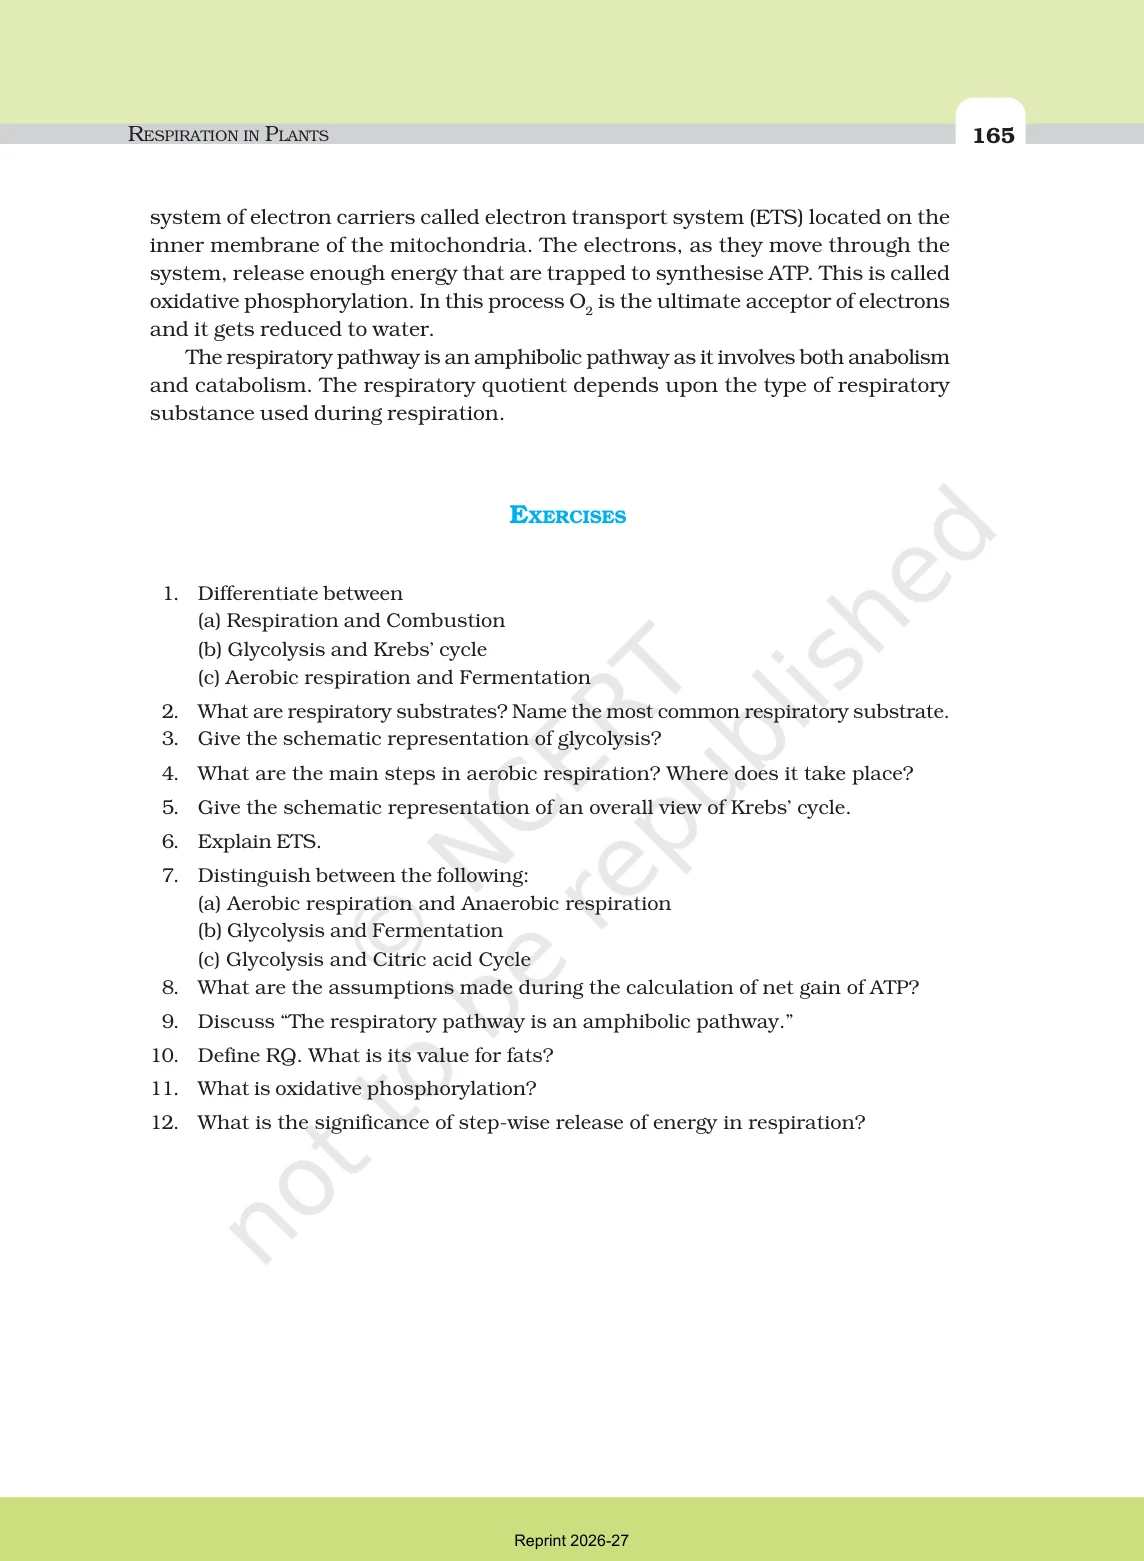 RESPIRATION IN PLANTS
165
system of electron carriers called electron transport system (ETS) located on the
inner membrane of the mitochondria. The electrons, as they move through the
system, release enough energy that are trapped to synthesise ATP. This is called
oxidative phosphorylation. In this process O2 is the ultimate acceptor of electrons
and it gets reduced to water.
The respiratory pathway is an amphibolic pathway as it involves both anabolism
and catabolism. The respiratory quotient depends upon the type of respiratory
substance used during respiration.
EXERCISES
1. Differentiate between
(a) Respiration and Combustion
(b) Glycolysis and Krebs’ cycle
(c) Aerobic respiration and Fermentation
2. What are respiratory substrates? Name the most common respiratory substrate.
3. Give the schematic representation of glycolysis?
4. What are the main steps in aerobic respiration? Where does it take place?
5. Give the schematic representation of an overall view of Krebs’ cycle.
6. Explain ETS.
7. Distinguish between the following:
(a) Aerobic respiration and Anaerobic respiration
(b) Glycolysis and Fermentation
(c) Glycolysis and Citric acid Cycle
8. What are the assumptions made during the calculation of net gain of ATP?
9. Discuss “The respiratory pathway is an amphibolic pathway.”
10. Define RQ. What is its value for fats?
11. What is oxidative phosphorylation?
12. What is the significance of step-wise release of energy in respiration?
© NCERT
not to be republished
Reprint 2026-27